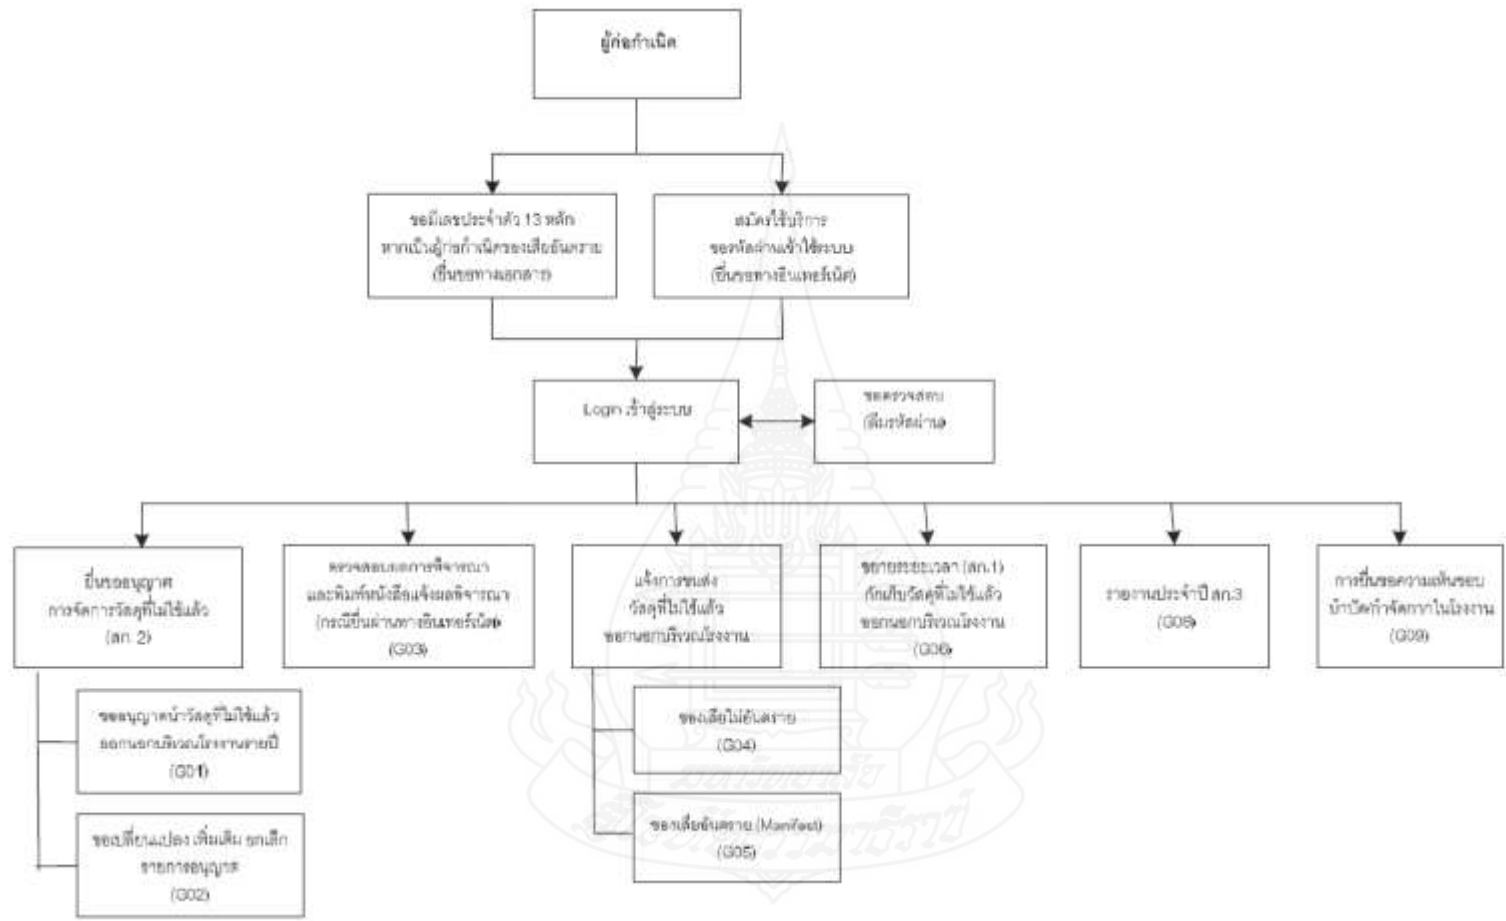 ผู้ก่อกำเนิด
ขอมีเลขประจำตัว 13 หลัก
หากเป็นผู้ก่อกำเนิดของเสียอันตราย
(ยื่นขอทางเอกสาร)
สมัครใช้บริการ
ขอรหัสผ่านเข้าใช้ระบบ
(ยื่นขอทางอินเทอร์เน็ต)
Login เข้าสู่ระบบ
ขอตรวจสอบ
(ลืมรหัสผ่าน)
ยื่นขออนุญาต
การจัดการวัสดุที่ไม่ใช้แล้ว
(สก. 2)
ตรวจสอบผลการพิจารณา
และพิมพ์หนังสือแจ้งผลพิจารณา
(กรณียื่นผ่านทางอินเทอร์เน็ต)
(G03)
แจ้งการขนส่ง
วัสดุที่ไม่ใช้แล้ว
ออกนอกบริเวณโรงงาน
ขยายระยะเวลา (สก.1)
กักเก็บวัสดุที่ไม่ใช้แล้ว
ออกนอกบริเวณโรงงาน
(G06)
รายงานประจำปี สก.3
(G08)
การยื่นขอความเห็นชอบ
บำบัดกำจัดกากในโรงงาน
(G09)
ขออนุญาตนำวัสดุที่ไม่ใช้แล้ว
ออกนอกบริเวณโรงงานรายปี
(G01)
ขอเปลี่ยนแปลง เพิ่มเติม ยกเลิก
รายการอนุญาต
(G02)
ของเสียไม่อันตราย
(G04)
ของเสียอันตราย (Manifest)
(G05)